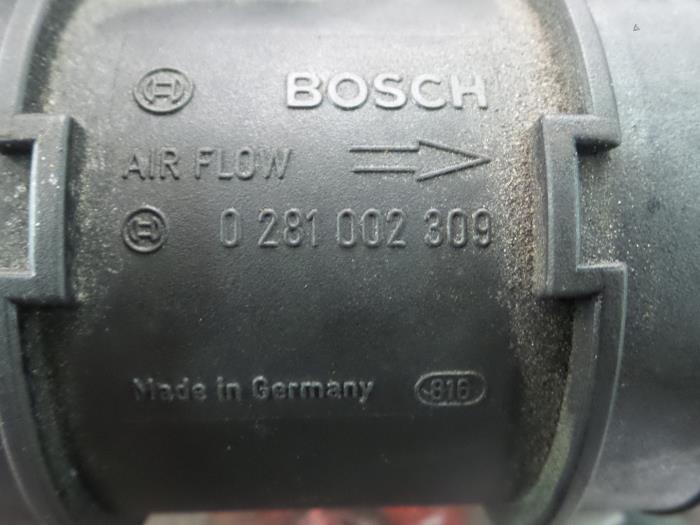 BOSCH
AIR FLOW
0 281 002 309
Made in Germany 816